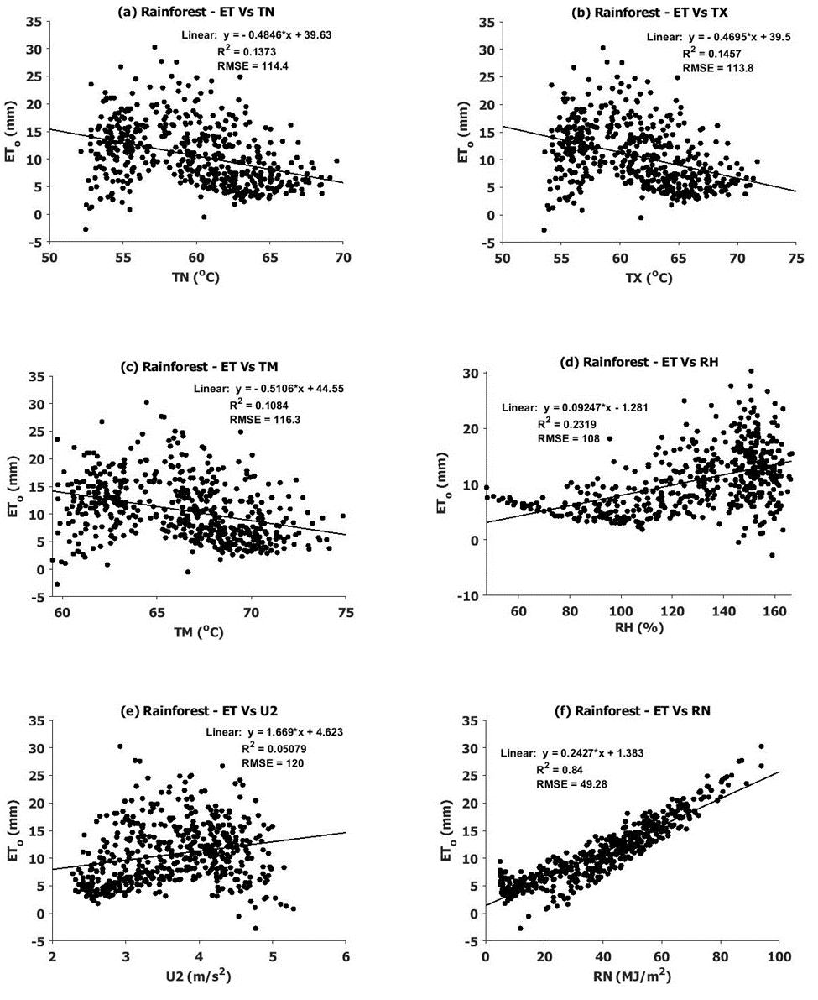 (a) Rainforest - ET Vs TN
Linear: y = - 0.4846*x + 39.63
R2 = 0.1373
RMSE = 114.4
35
30
25
20
15
10
5
0
-5
ETo (mm)
50 55 60 65 70
TN (oC)
(b) Rainforest - ET Vs TX
Linear: y = - 0.4695*x + 39.5
R2 = 0.1457
RMSE = 113.8
35
30
25
20
15
10
5
0
-5
ETo (mm)
50 55 60 65 70 75
TX (oC)
(c) Rainforest - ET Vs TM
Linear: y = - 0.5106*x + 44.55
R2 = 0.1084
RMSE = 116.3
35
30
25
20
15
10
5
0
-5
ETo (mm)
60 65 70 75
TM (oC)
(d) Rainforest - ET Vs RH
Linear: y = 0.09247*x - 1.281
R2 = 0.2319
RMSE = 108
30
20
10
0
-10
ETo (mm)
60 80 100 120 140 160
RH (%)
(e) Rainforest - ET Vs U2
Linear: y = 1.669*x + 4.623
R2 = 0.05079
RMSE = 120
35
30
25
20
15
10
5
0
-5
ETo (mm)
2 3 4 5 6
U2 (m/s2)
(f) Rainforest - ET Vs RN
Linear: y = 0.2427*x + 1.383
R2 = 0.84
RMSE = 49.28
35
30
25
20
15
10
5
0
-5
ETo (mm)
0 20 40 60 80 100
RN (MJ/m2)